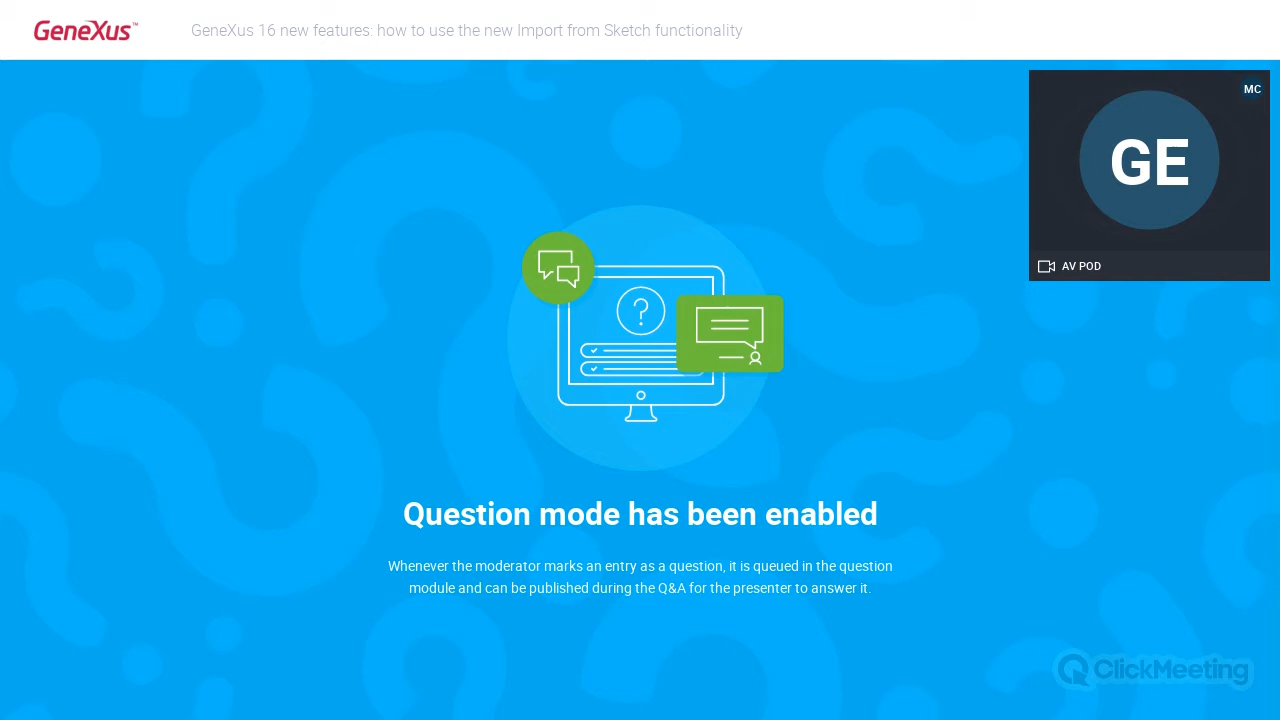 GeneXus™
GeneXus 16 new features: how to use the new Import from Sketch functionality
MC
GE
AV POD
Question mode has been enabled
Whenever the moderator marks an entry as a question, it is queued in the question
module and can be published during the Q&A for the presenter to answer it.
ClickMeeting